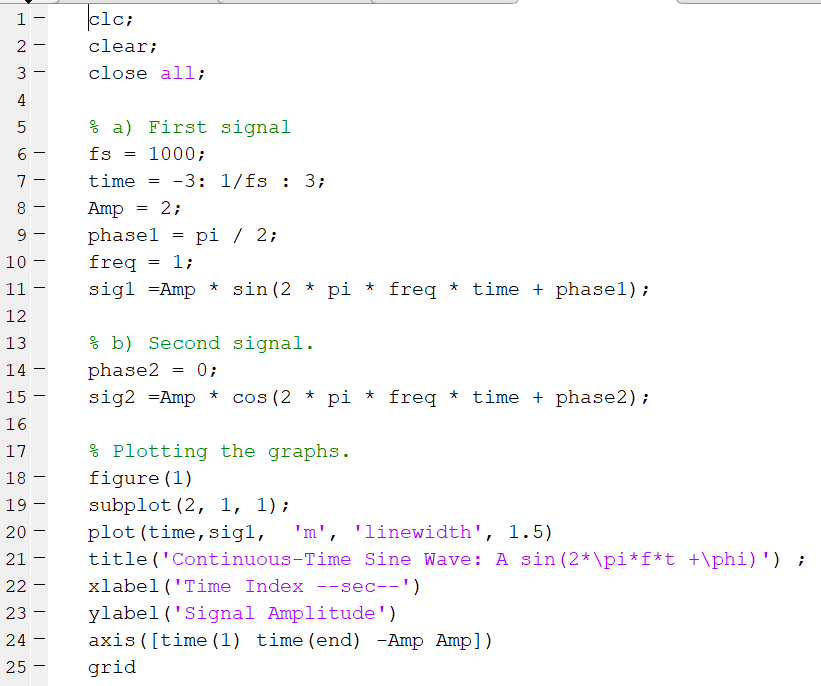 1 − clc;
2 − clear;
3 − close all;
4
5 % a) First signal
6 − fs = 1000;
7 − time = -3: 1/fs : 3;
8 − Amp = 2;
9 − phase1 = pi / 2;
10 − freq = 1;
11 − sig1 =Amp * sin(2 * pi * freq * time + phase1);
12
13 % b) Second signal.
14 − phase2 = 0;
15 − sig2 =Amp * cos(2 * pi * freq * time + phase2);
16
17 % Plotting the graphs.
18 − figure(1)
19 − subplot(2, 1, 1);
20 − plot(time,sig1,  'm', 'linewidth', 1.5)
21 − title('Continuous-Time Sine Wave: A sin(2*\pi*f*t +\phi)') ;
22 − xlabel('Time Index --sec--')
23 − ylabel('Signal Amplitude')
24 − axis([time(1) time(end) -Amp Amp])
25 − grid